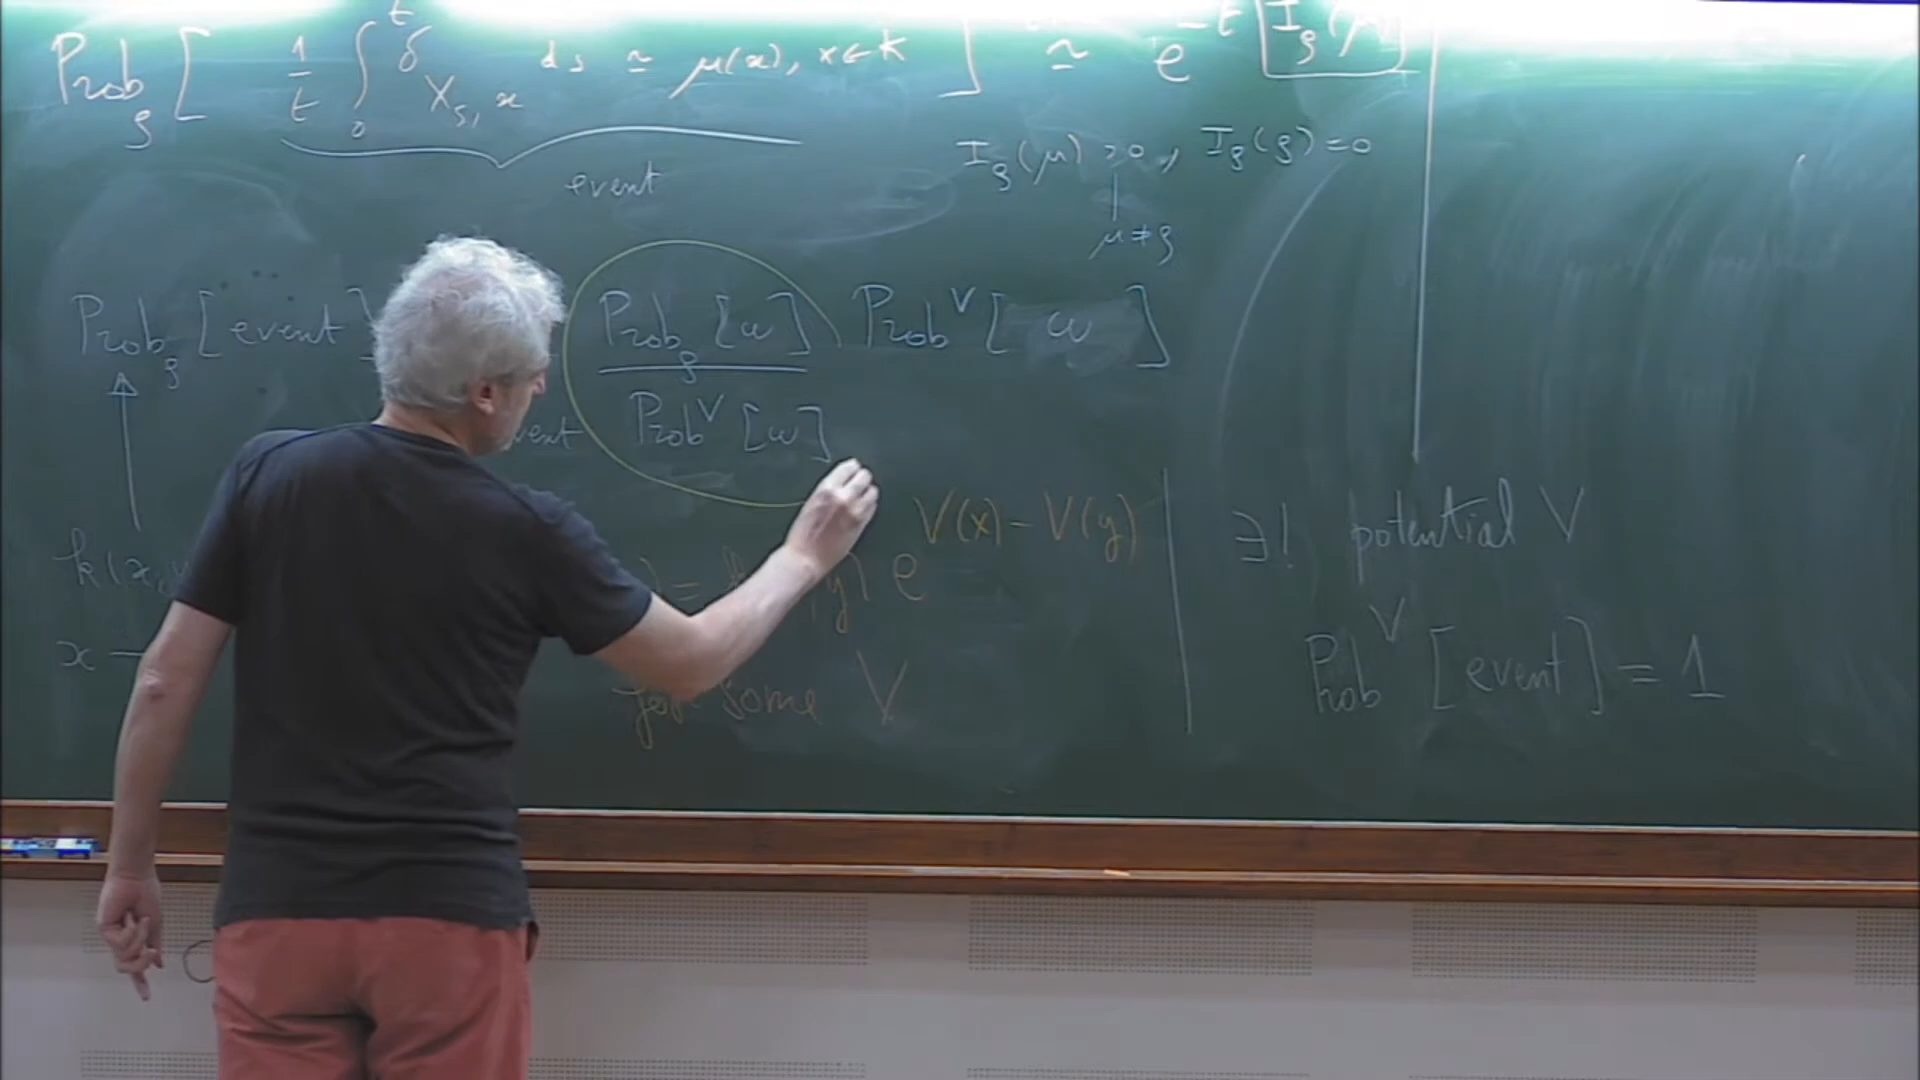 Prob_ρ [ 1/t ∫_0^t δ_{X_s, x} ds ≃ μ(x), x ∈ K ] ≃ e^{-t I_ρ(μ)}
event
I_ρ(μ) > 0, I_ρ(ρ) = 0
μ ≠ ρ
Prob_ρ [event] Prob_ρ [ω] / Prob^V [ω] Prob^V [ ω ]
k(x, y) e^{V(x) - V(y)}
∃! potential V
x
for some V
Prob^V [event] = 1